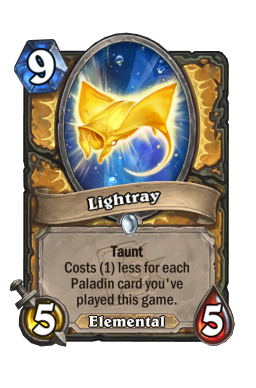 9
Lightray
Taunt
Costs (1) less for each
Paladin card you've
played this game.
5
Elemental
5